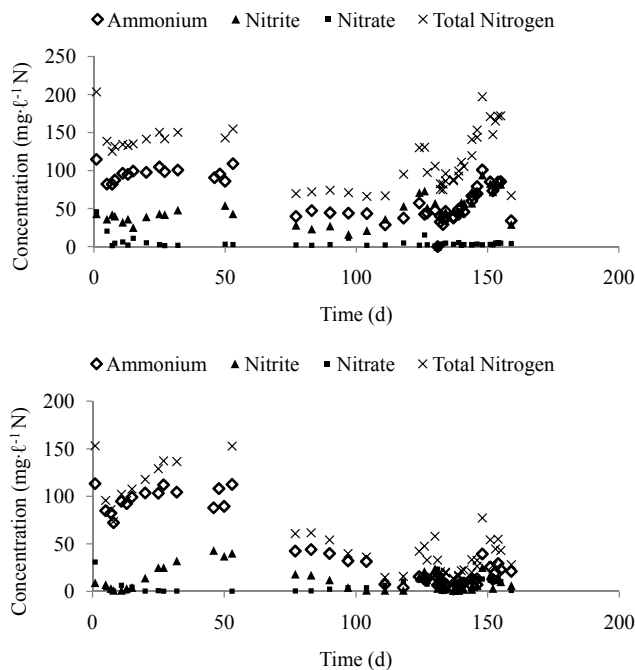 Ammonium Nitrite Nitrate Total Nitrogen
250
200
150
100
50
0
0 50 100 150 200
Concentration (mg·ℓ⁻¹ N)
Time (d)
Ammonium Nitrite Nitrate Total Nitrogen
200
150
100
50
0
0 50 100 150 200
Concentration (mg·ℓ⁻¹ N)
Time (d)